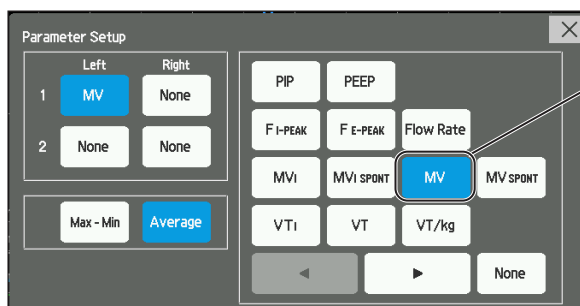 Parameter Setup
Left Right
1 MV None
2 None None
Max - Min Average
PIP PEEP
F I-PEAK F E-PEAK Flow Rate
MVI MVI SPONT MV MV SPONT
VTI VT VT/kg
None